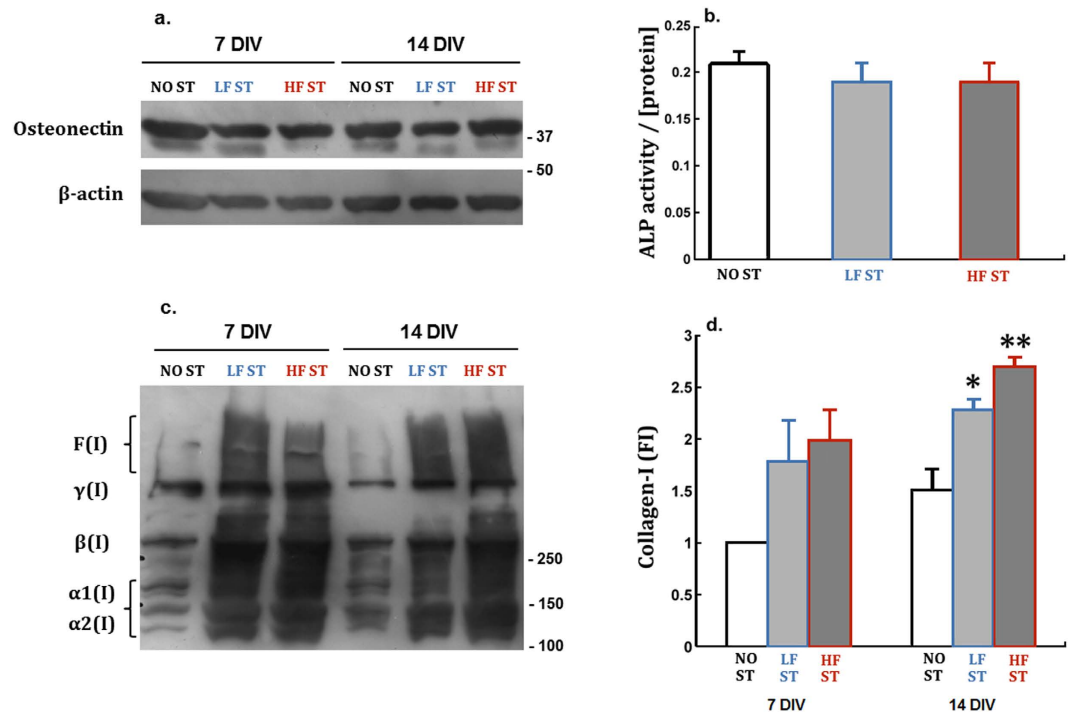 a.
7 DIV 14 DIV
NO ST LF ST HF ST NO ST LF ST HF ST
Osteonectin
- 37
- 50
β-actin
b.
ALP activity / [protein]
0.25
0.2
0.15
0.1
0.05
0
NO ST LF ST HF ST
c.
7 DIV 14 DIV
NO ST LF ST HF ST NO ST LF ST HF ST
F(I)
γ(I)
β(I)
- 250
α1(I)
- 150
α2(I)
- 100
d.
Collagen-I (FI)
3
2.5
2
1.5
1
0.5
0
*
**
NO ST LF ST HF ST NO ST LF ST HF ST
7 DIV 14 DIV